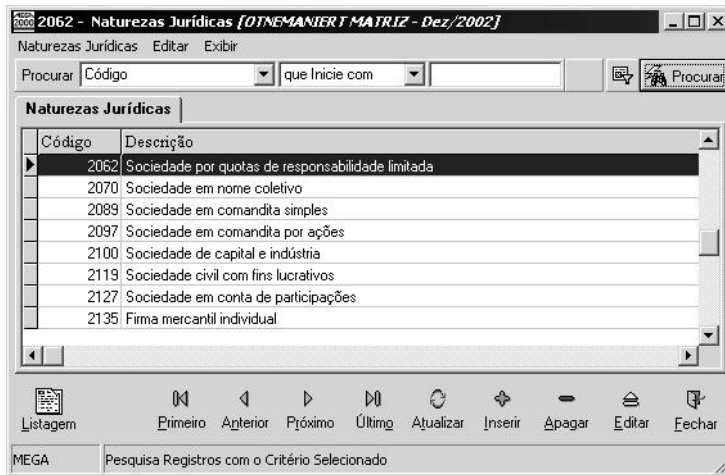 2062 - Naturezas Jurídicas [OTNEMANIERT MATRIZ - Dez/2002]
Naturezas Jurídicas Editar Exibir
Procurar Código que Inicie com Procurar
Naturezas Jurídicas
Código Descrição
2062 Sociedade por quotas de responsabilidade limitada
2070 Sociedade em nome coletivo
2089 Sociedade em comandita simples
2097 Sociedade em comandita por ações
2100 Sociedade de capital e indústria
2119 Sociedade civil com fins lucrativos
2127 Sociedade em conta de participações
2135 Firma mercantil individual
Listagem Primeiro Anterior Próximo Último Atualizar Inserir Apagar Editar Fechar
MEGA Pesquisa Registros com o Critério Selecionado